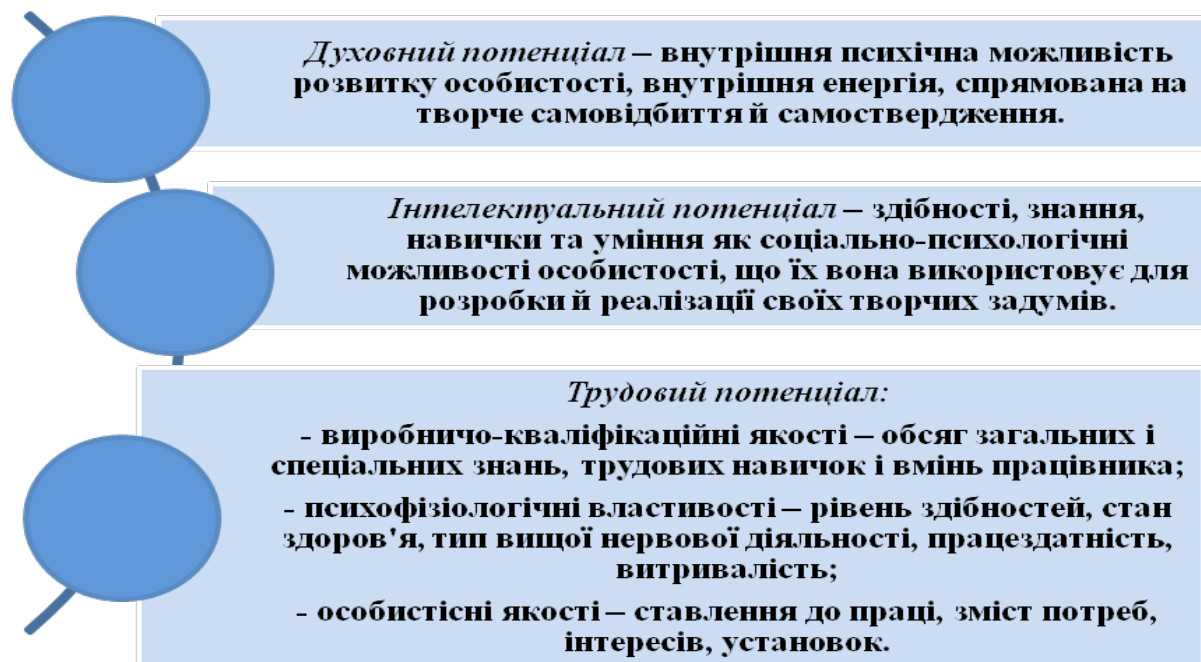 Духовний потенціал – внутрішня психічна можливість
розвитку особистості, внутрішня енергія, спрямована на
творче самовідбиття й самоствердження.
Інтелектуальний потенціал – здібності, знання,
навички та уміння як соціально-психологічні
можливості особистості, що їх вона використовує для
розробки й реалізації своїх творчих задумів.
Трудовий потенціал:
- виробничо-кваліфікаційні якості – обсяг загальних і
спеціальних знань, трудових навичок і вмінь працівника;
- психофізіологічні властивості – рівень здібностей, стан
здоров'я, тип вищої нервової діяльності, працездатність,
витривалість;
- особистісні якості – ставлення до праці, зміст потреб,
інтересів, установок.